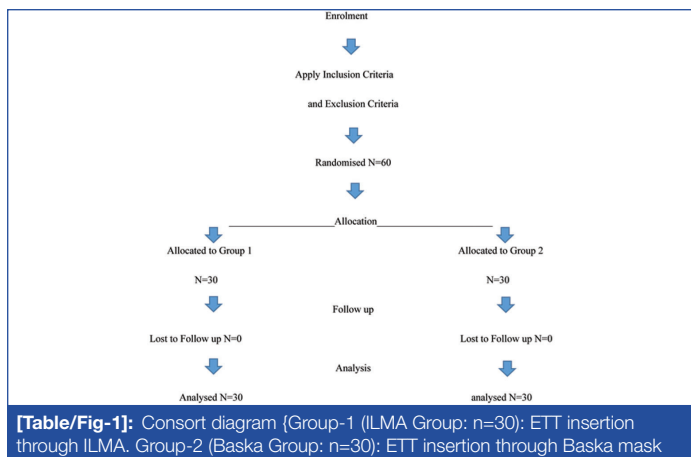 Enrolment
Apply Inclusion Criteria
and Exclusion Criteria
Randomised N=60
Allocation
Allocated to Group 1
Allocated to Group 2
N=30
N=30
Follow up
Lost to Follow up N=0
Lost to Follow up N=0
Analysis
Analysed N=30
analysed N=30
[Table/Fig-1]: Consort diagram {Group-1 (ILMA Group: n=30): ETT insertion
through ILMA. Group-2 (Baska Group: n=30): ETT insertion through Baska mask